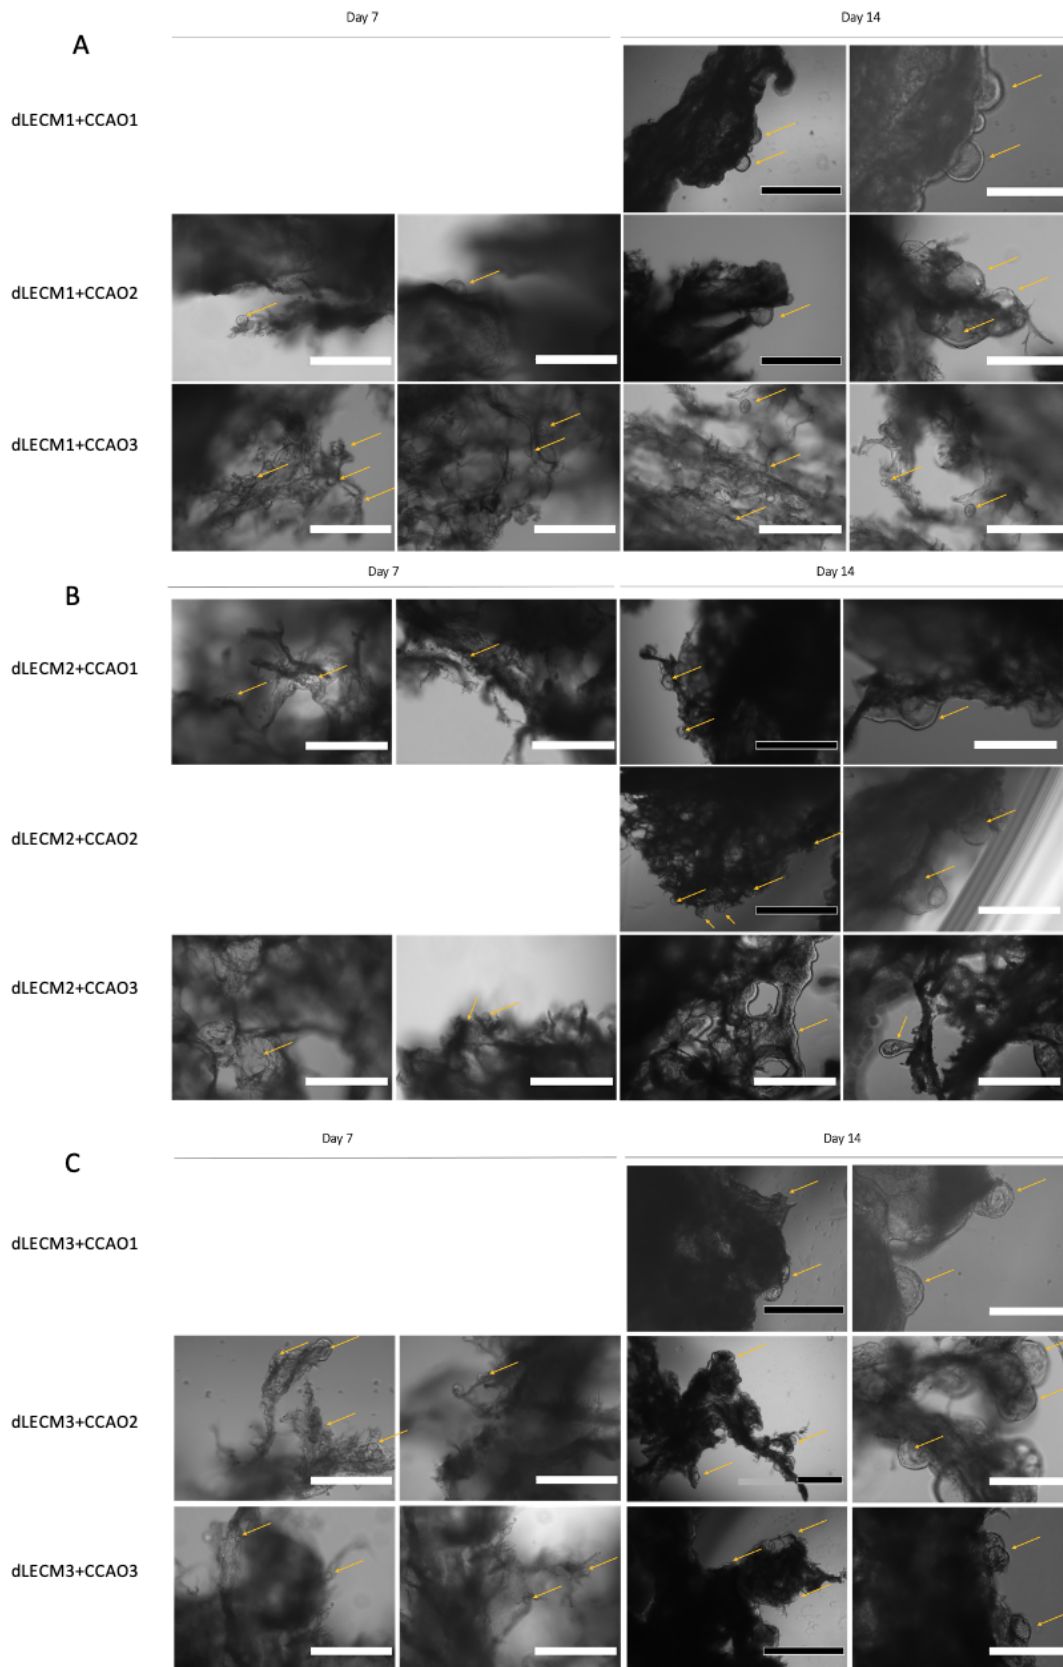 Day 7
Day 14
A
dLECM1+CCAO1
dLECM1+CCAO2
dLECM1+CCAO3
Day 7
Day 14
B
dLECM2+CCAO1
dLECM2+CCAO2
dLECM2+CCAO3
Day 7
Day 14
C
dLECM3+CCAO1
dLECM3+CCAO2
dLECM3+CCAO3